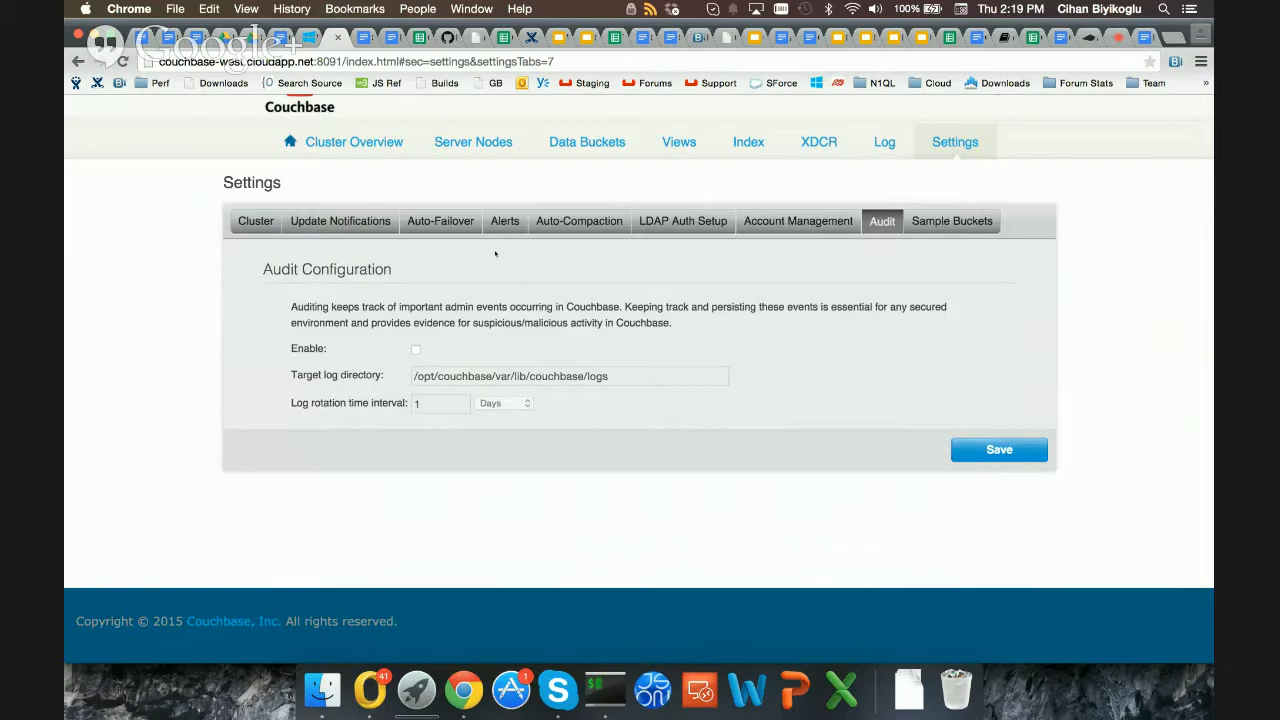 Chrome File Edit View History Bookmarks People Window Help 100% Thu 2:19 PM Cihan Biyikoglu
Google+
couchbase-west.cloudapp.net:8091/index.html#sec=settings&settingsTabs=7
Perf Downloads Search Source JS Ref Builds GB Staging Forums Support SForce N1QL Cloud Downloads Forum Stats Team »
Couchbase
Cluster Overview Server Nodes Data Buckets Views Index XDCR Log Settings
Settings
Cluster Update Notifications Auto-Failover Alerts Auto-Compaction LDAP Auth Setup Account Management Audit Sample Buckets
Audit Configuration
Auditing keeps track of important admin events occurring in Couchbase. Keeping track and persisting these events is essential for any secured
environment and provides evidence for suspicious/malicious activity in Couchbase.
Enable:
Target log directory: /opt/couchbase/var/lib/couchbase/logs
Log rotation time interval: 1 Days
Save
Copyright © 2015 Couchbase, Inc. All rights reserved.
41 1